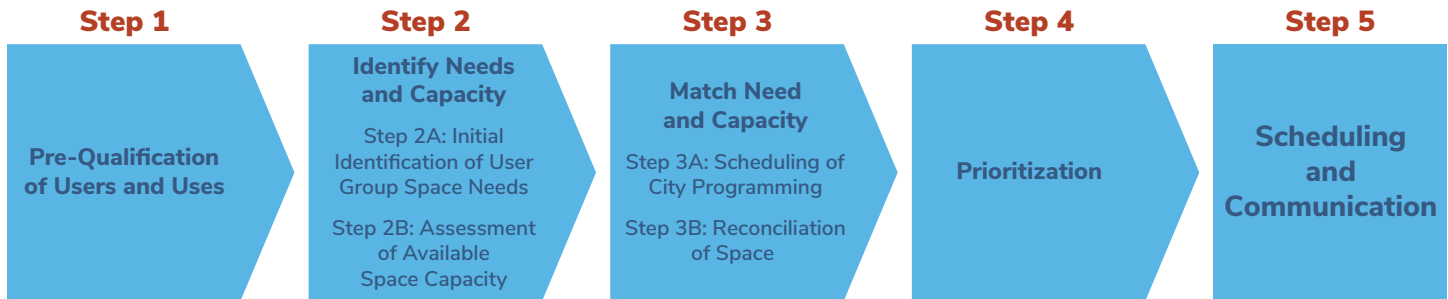 Step 1
Pre-Qualification
of Users and Uses
Step 2
Identify Needs
and Capacity
Step 2A: Initial
Identification of User
Group Space Needs
Step 2B: Assessment
of Available
Space Capacity
Step 3
Match Need
and Capacity
Step 3A: Scheduling of
City Programming
Step 3B: Reconciliation
of Space
Step 4
Prioritization
Step 5
Scheduling
and
Communication